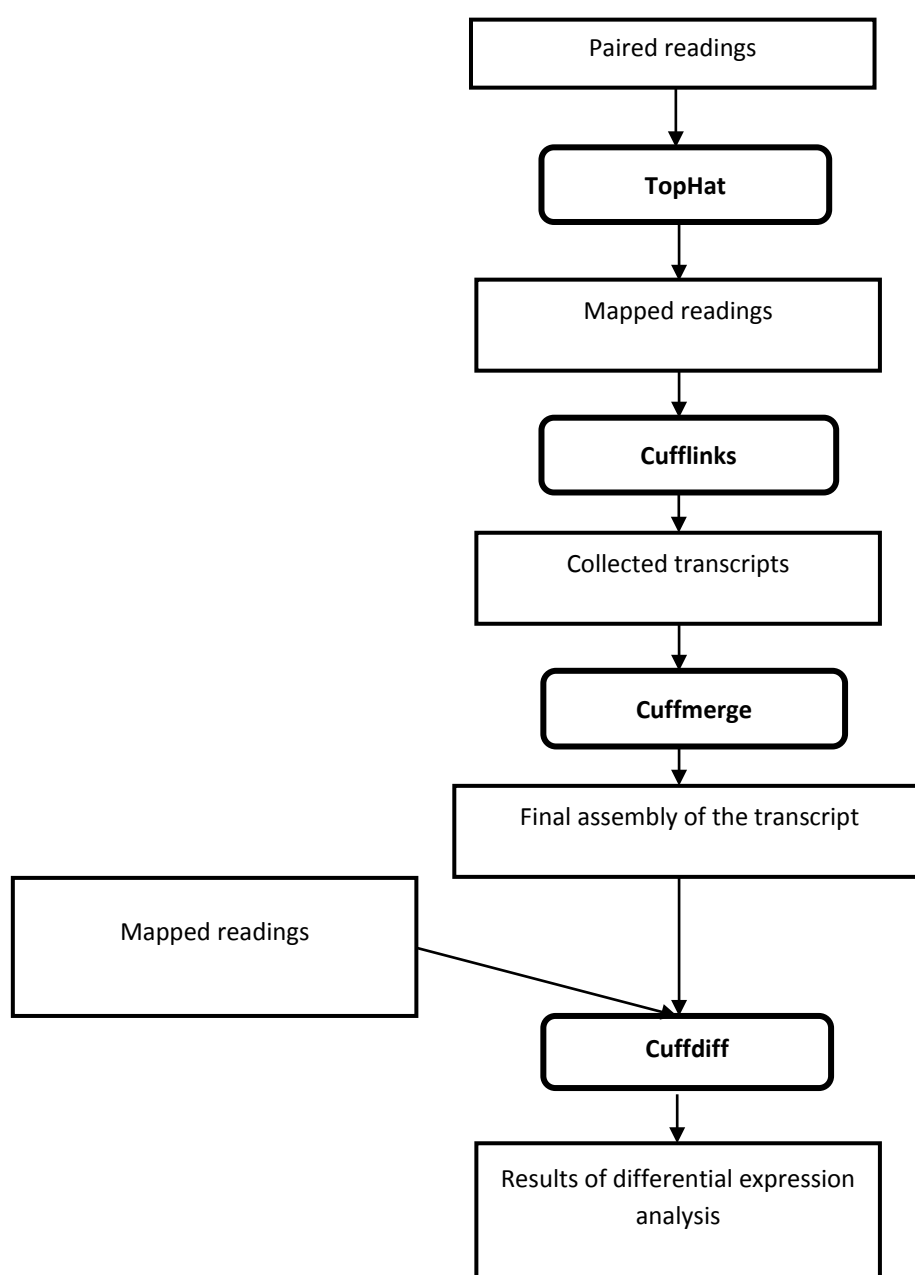 Paired readings
TopHat
Mapped readings
Cufflinks
Collected transcripts
Cuffmerge
Final assembly of the transcript
Mapped readings
Cuffdiff
Results of differential expression
analysis